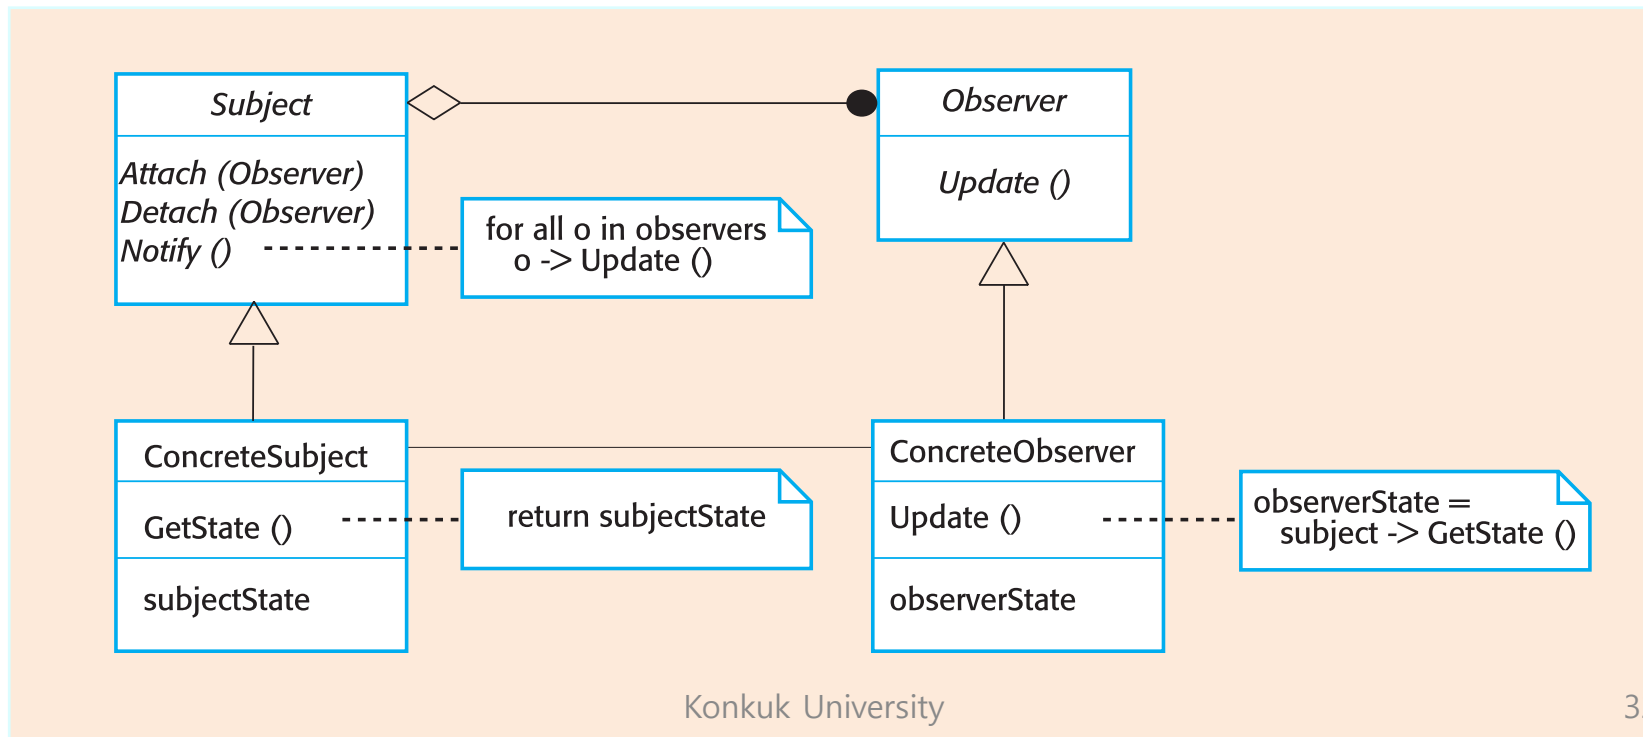 Subject
Attach (Observer)
Detach (Observer)
Notify ()
for all o in observers
o -> Update ()
Observer
Update ()
ConcreteSubject
GetState ()
subjectState
return subjectState
ConcreteObserver
Update ()
observerState
observerState =
subject -> GetState ()
Konkuk University